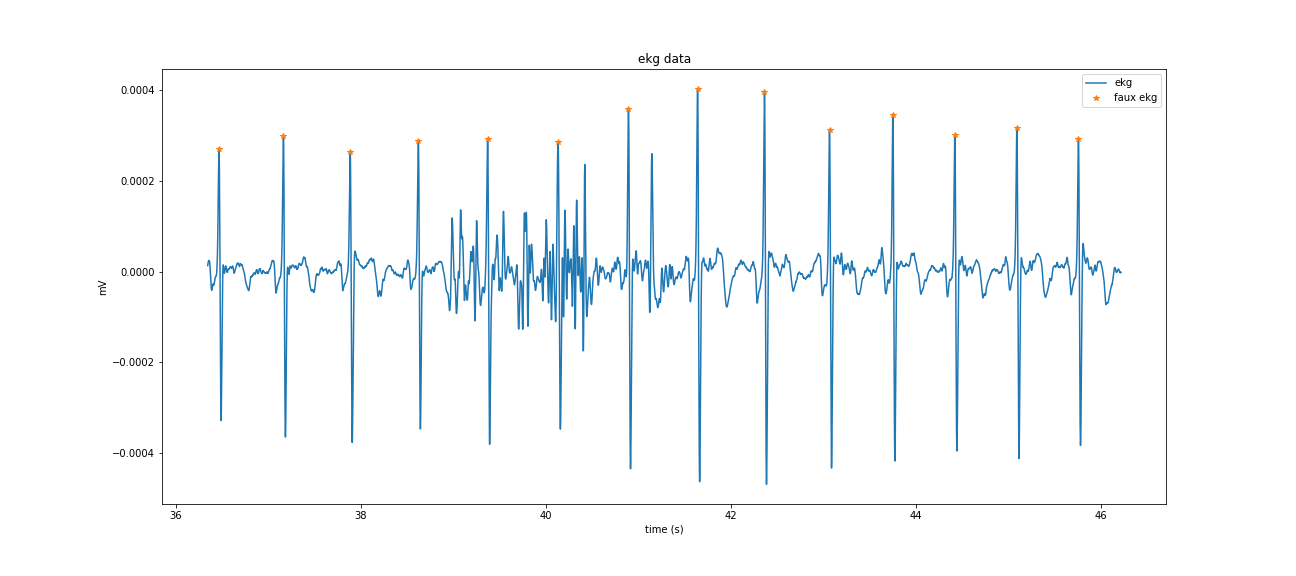 ekg data
ekg
faux ekg
0.0004
0.0002
0.0000
−0.0002
−0.0004
mV
36 38 40 42 44 46
time (s)